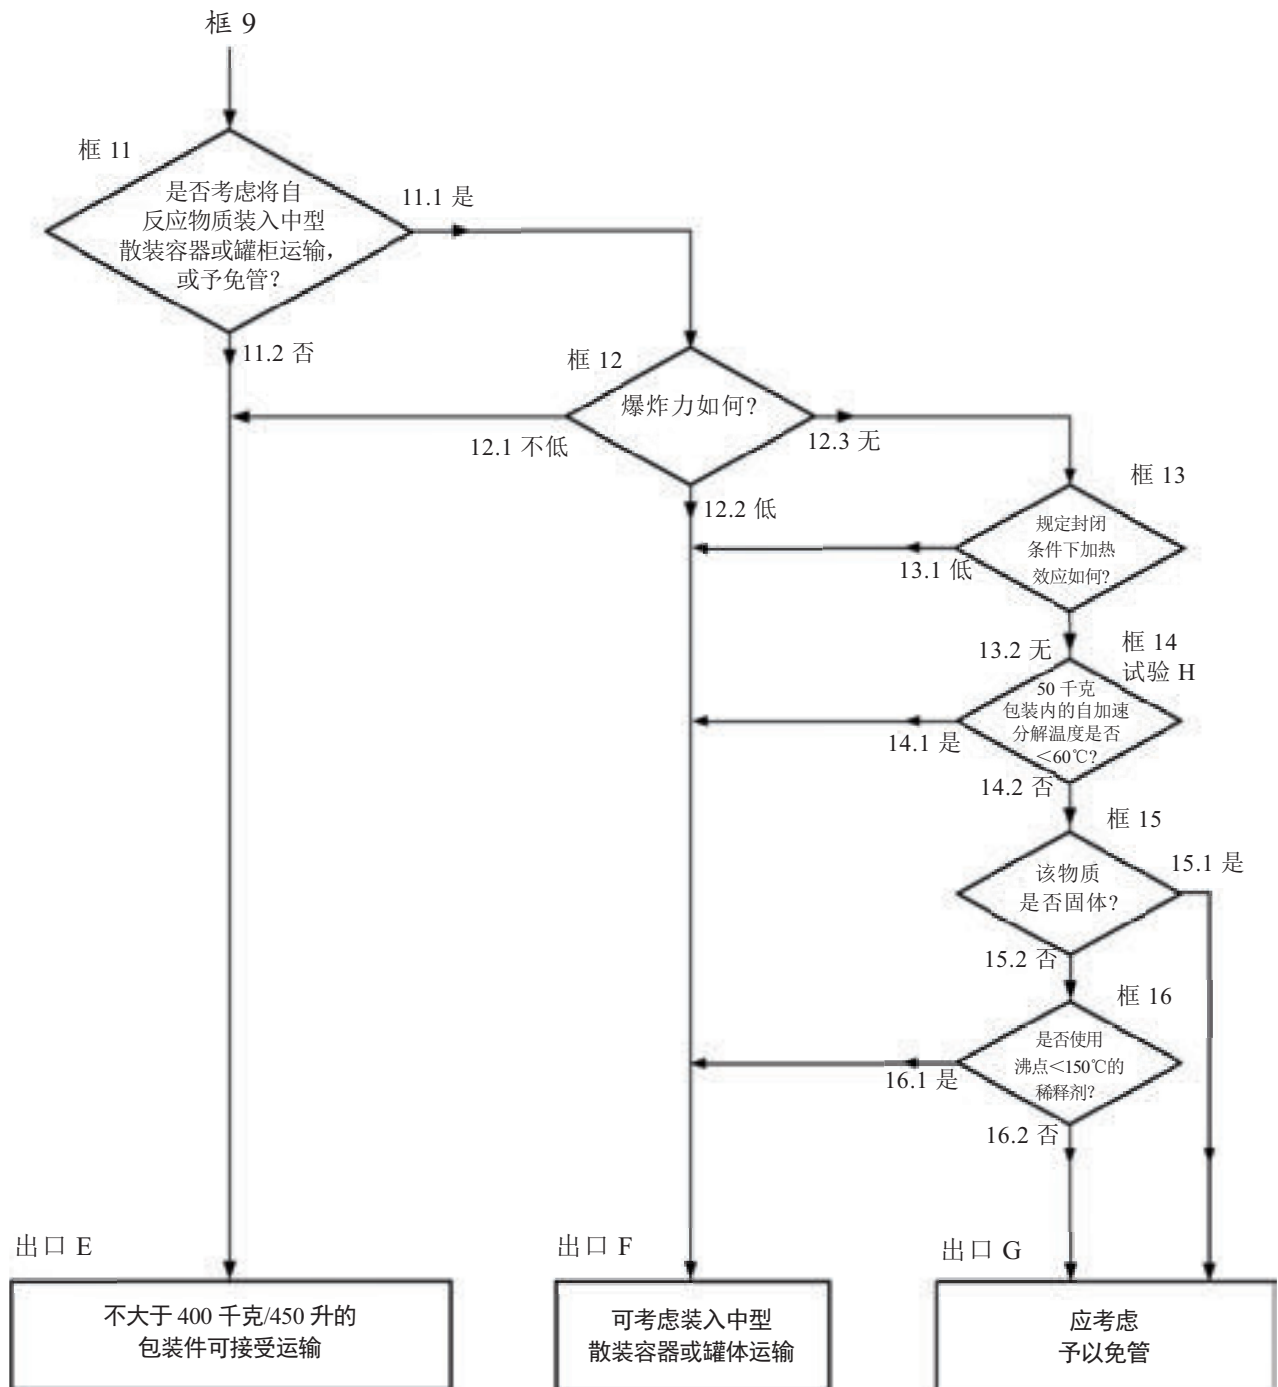 框 9
框 11
是否考虑将自
反应物质装入中型
散装容器或罐柜运输，
或予免管？
11.1 是
11.2 否
框 12
爆炸力如何？
12.1 不低
12.3 无
12.2 低
框 13
规定封闭
条件下加热
效应如何？
13.1 低
13.2 无
框 14
试验 H
50 千克
包装内的自加速
分解温度是否
＜60℃？
14.1 是
14.2 否
框 15
该物质
是否固体？
15.1 是
15.2 否
框 16
是否使用
沸点＜150℃的
稀释剂？
16.1 是
16.2 否
出口 E
不大于 400 千克/450 升的
包装件可接受运输
出口 F
可考虑装入中型
散装容器或罐体运输
出口 G
应考虑
予以免管